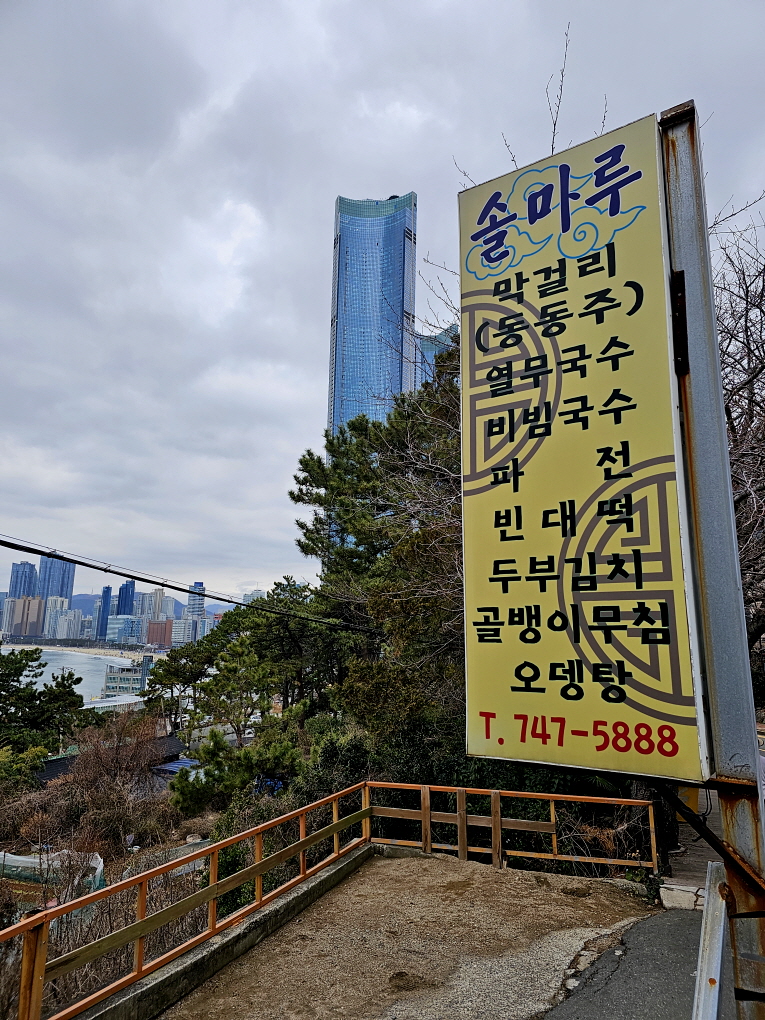 솔마루
막걸리
(동동주)
열무국수
비빔국수
파 전
빈 대 떡
두부김치
골뱅이무침
오뎅탕
T. 747-5888